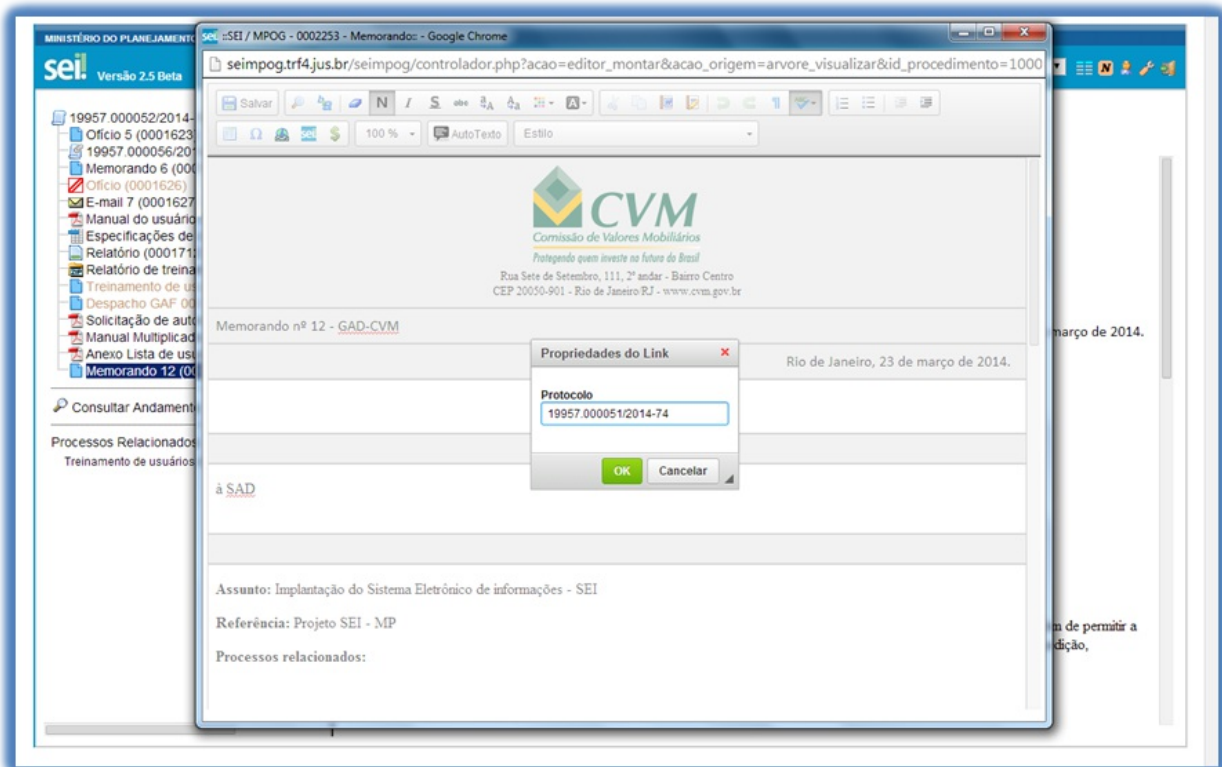 MINISTÉRIO DO PLANEJAMENTO
sei! Versão 2.5 Beta
19957.000052/2014-
Ofício 5 (0001623)
19957.000056/201
Memorando 6 (000
Ofício (0001626)
E-mail 7 (0001627
Manual do usuário
Especificações de
Relatório (000171
Relatório de treina
Treinamento de us
Despacho GAF 00
Solicitação de auto
Manual Multiplicad
Anexo Lista de usu
Memorando 12 (00
Consultar Andament
Processos Relacionados
Treinamento de usuários
sei. ::SEI / MPOG - 0002253 - Memorando:: - Google Chrome
seimpog.trf4.jus.br/seimpog/controlador.php?acao=editor_montar&acao_origem=arvore_visualizar&id_procedimento=1000
Salvar N I S abc
100 % AutoTexto Estilo
CVM
Comissão de Valores Mobiliários
Protegendo quem investe no futuro do Brasil
Rua Sete de Setembro, 111, 2º andar - Bairro Centro
CEP 20050-901 - Rio de Janeiro/RJ - www.cvm.gov.br
Memorando nº 12 - GAD-CVM
Rio de Janeiro, 23 de março de 2014.
Propriedades do Link
Protocolo
19957.000051/2014-74
OK Cancelar
à SAD
Assunto: Implantação do Sistema Eletrônico de informações - SEI
Referência: Projeto SEI - MP
Processos relacionados:
março de 2014.
m de permitir a
dição,